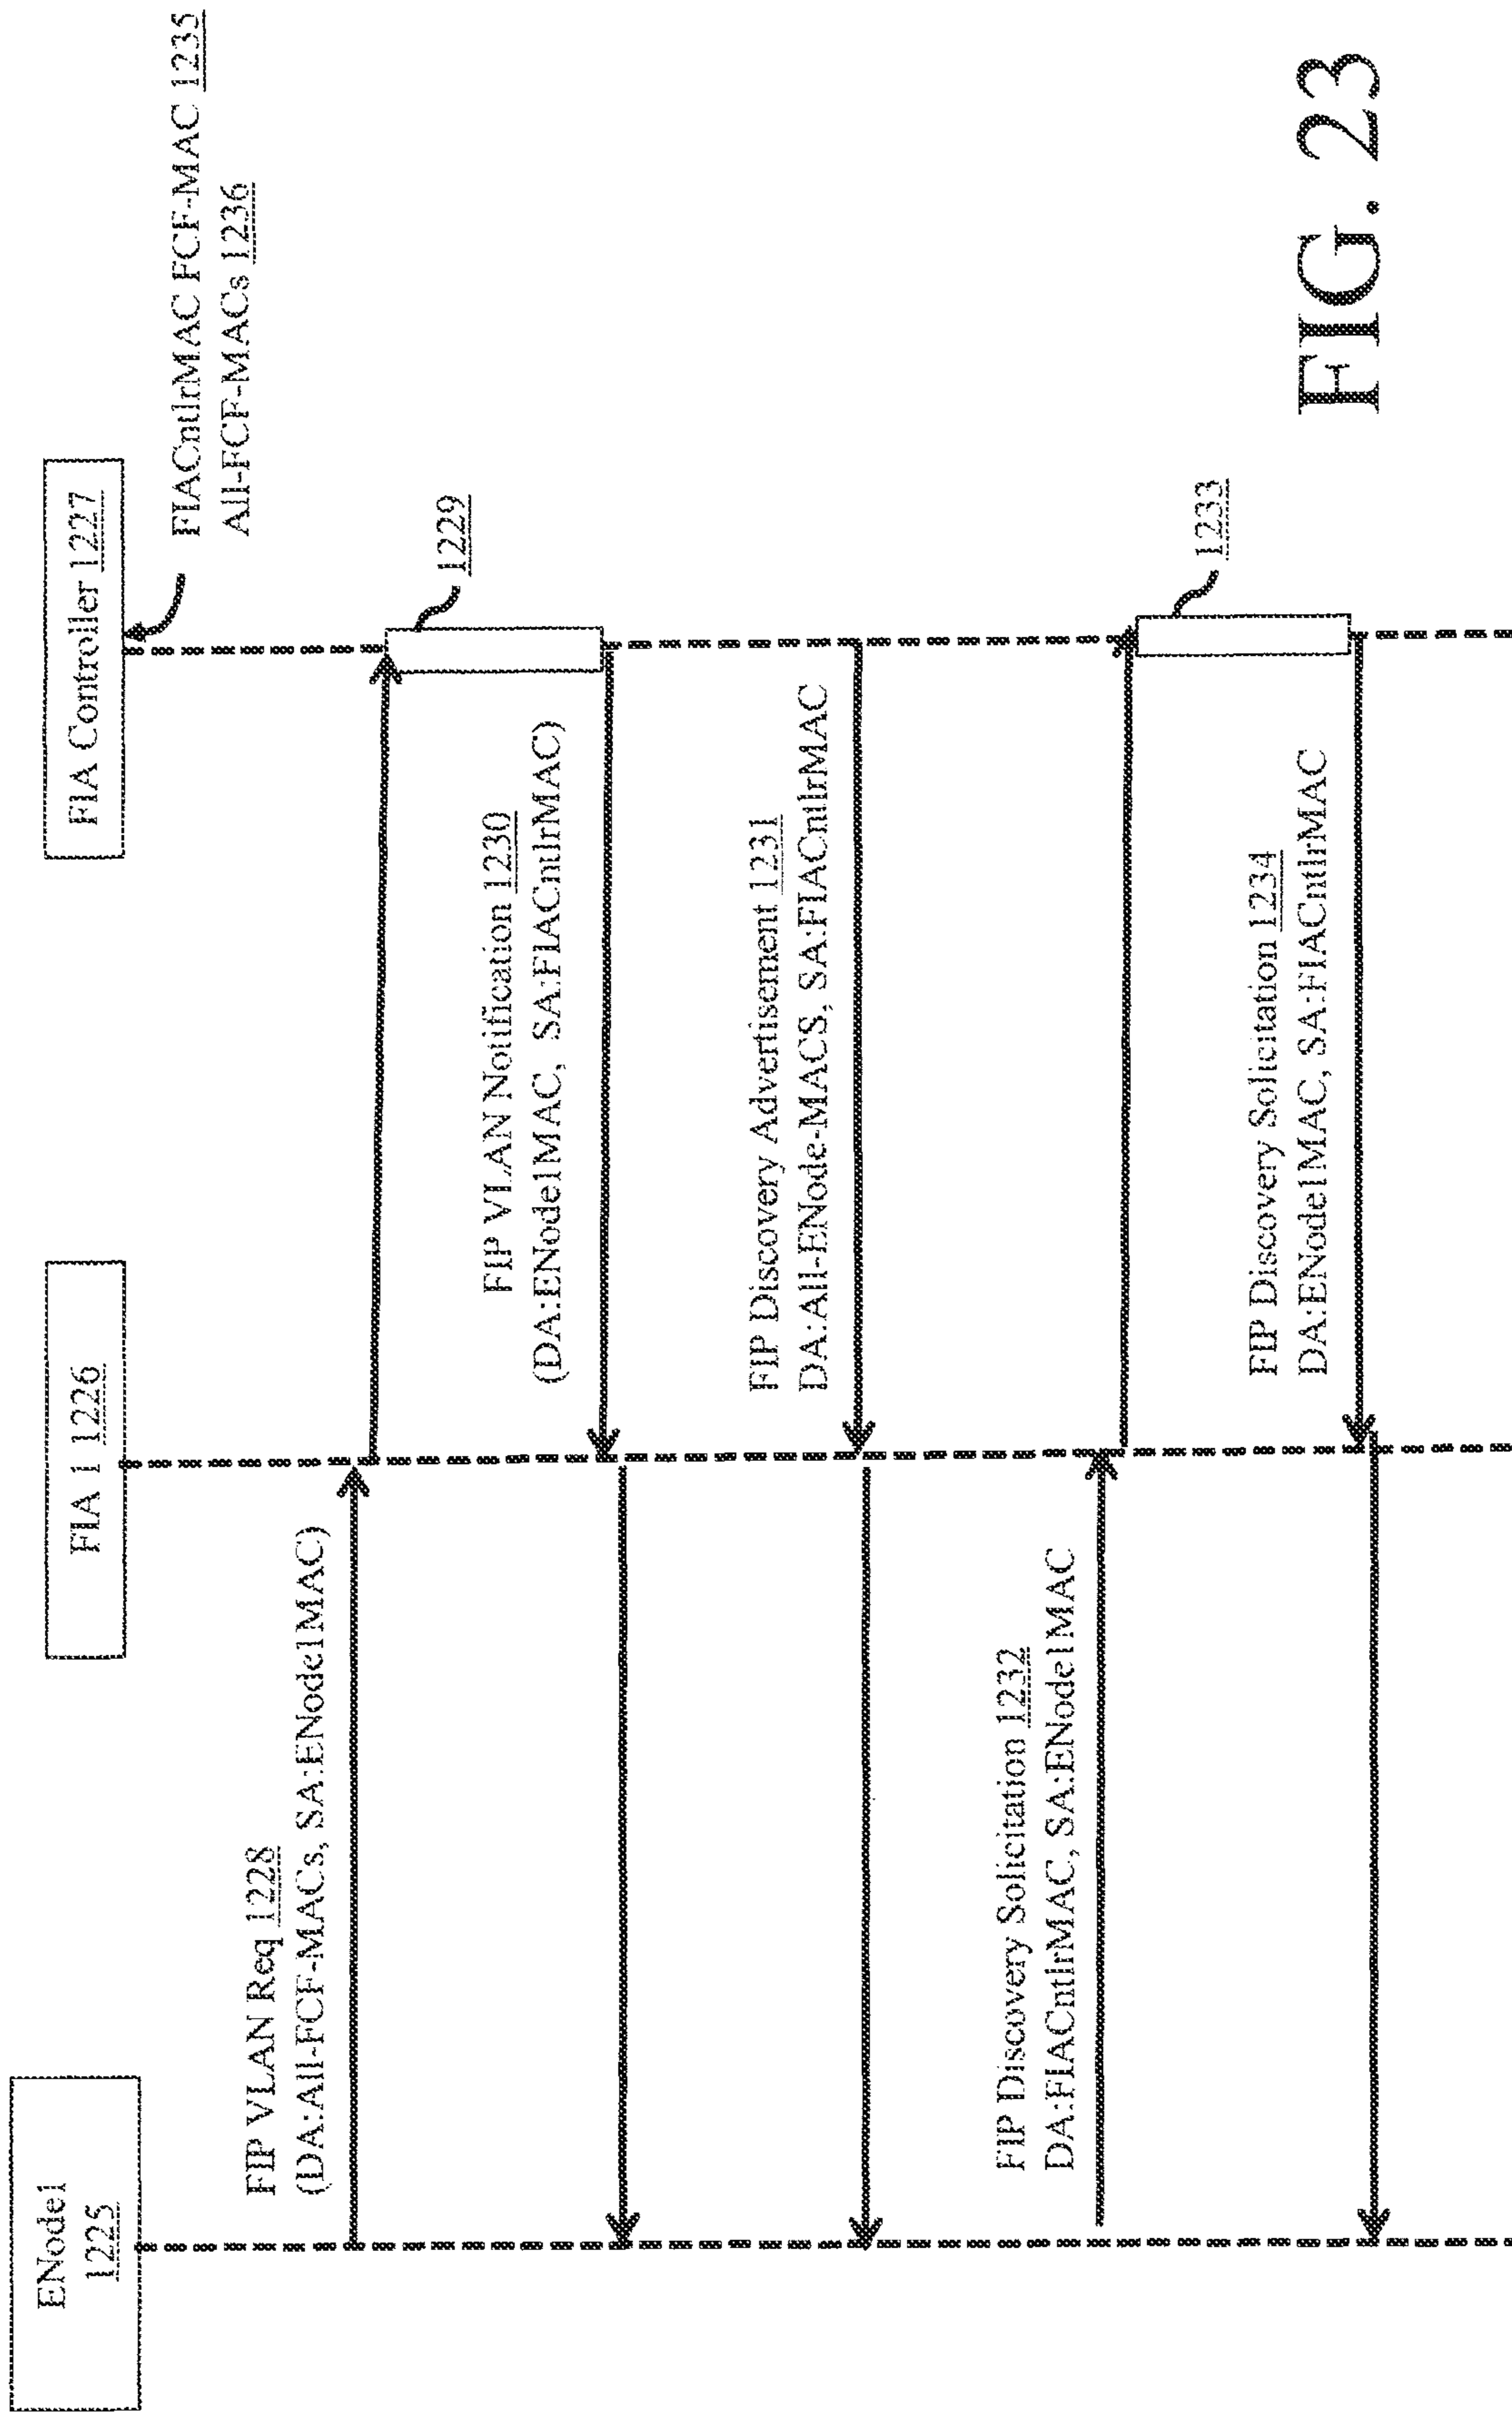 ENode1
1225
FIA 1 1226
FIA Controller 1227
FIACntlrMAC FCF-MAC 1235
All-FCF-MACs 1236
FIP VLAN Req 1228
(DA:All-FCF-MACs, SA:ENode1MAC)
1229
FIP VLAN Notification 1230
(DA:ENode1MAC, SA:FIACntlrMAC)
FIP Discovery Advertisement 1231
DA:All-ENode-MACS, SA:FIACntlrMAC
FIP Discovery Solicitation 1232
DA:FIACntlrMAC, SA:ENode1MAC
1233
FIP Discovery Solicitation 1234
DA:ENode1MAC, SA:FIACntlrMAC
FIG. 23